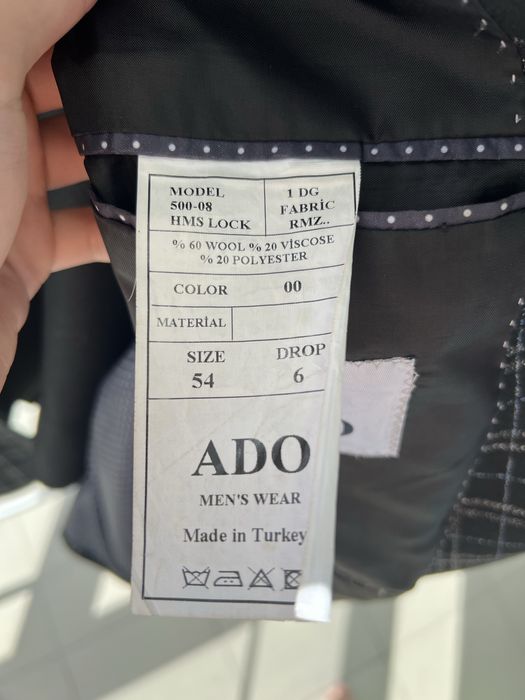 MODEL
500-08
HMS LOCK
1 DG
FABRİC
RMZ..
% 60 WOOL % 20 VİSCOSE
% 20 POLYESTER
COLOR 00
MATERİAL
SIZE DROP
54 6
ADO
MEN'S WEAR
Made in Turkey